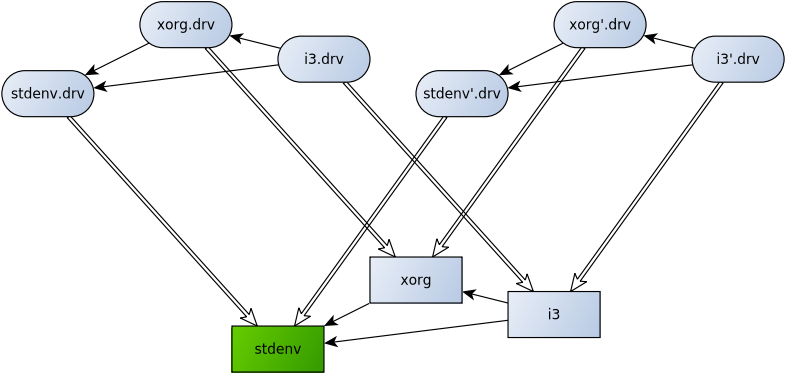 xorg.drv
xorg'.drv
i3.drv
i3'.drv
stdenv.drv
stdenv'.drv
xorg
i3
stdenv